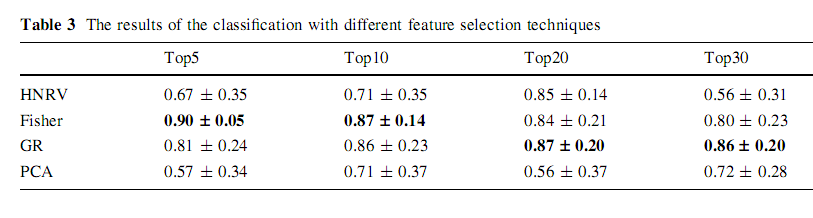 Table 3 The results of the classification with different feature selection techniques
Top5 Top10 Top20 Top30
HNRV 0.67 ± 0.35 0.71 ± 0.35 0.85 ± 0.14 0.56 ± 0.31
Fisher 0.90 ± 0.05 0.87 ± 0.14 0.84 ± 0.21 0.80 ± 0.23
GR 0.81 ± 0.24 0.86 ± 0.23 0.87 ± 0.20 0.86 ± 0.20
PCA 0.57 ± 0.34 0.71 ± 0.37 0.56 ± 0.37 0.72 ± 0.28